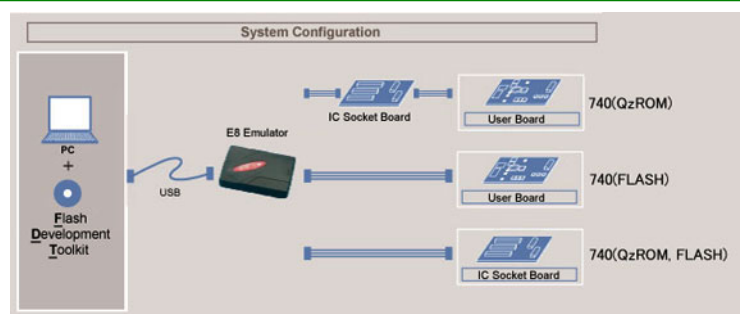 System Configuration
PC
+
Flash
Development
Toolkit
USB
E8 Emulator
IC Socket Board
User Board
740(QzROM)
User Board
740(FLASH)
IC Socket Board
740(QzROM, FLASH)